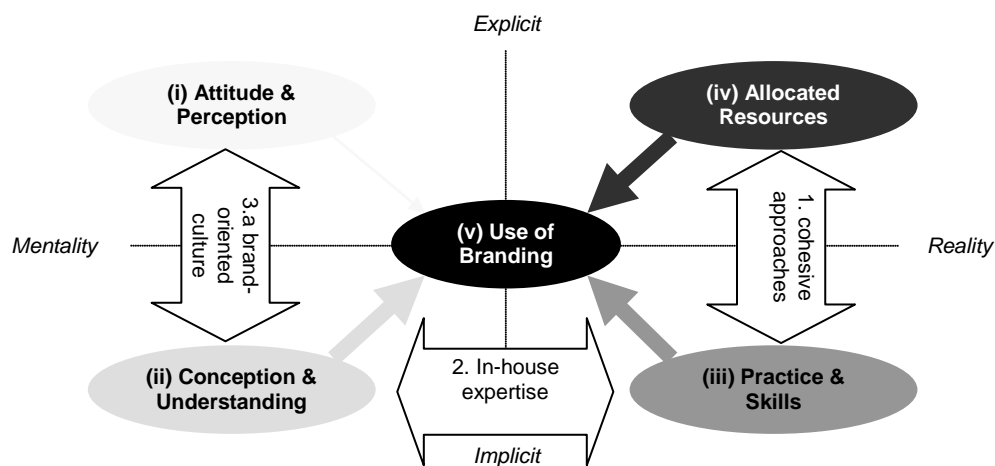 Explicit
(i) Attitude &
Perception
(iv) Allocated
Resources
3.a brand-
oriented
culture
1. cohesive
approaches
Mentality
(v) Use of
Branding
Reality
(ii) Conception &
Understanding
2. In-house
expertise
(iii) Practice &
Skills
Implicit